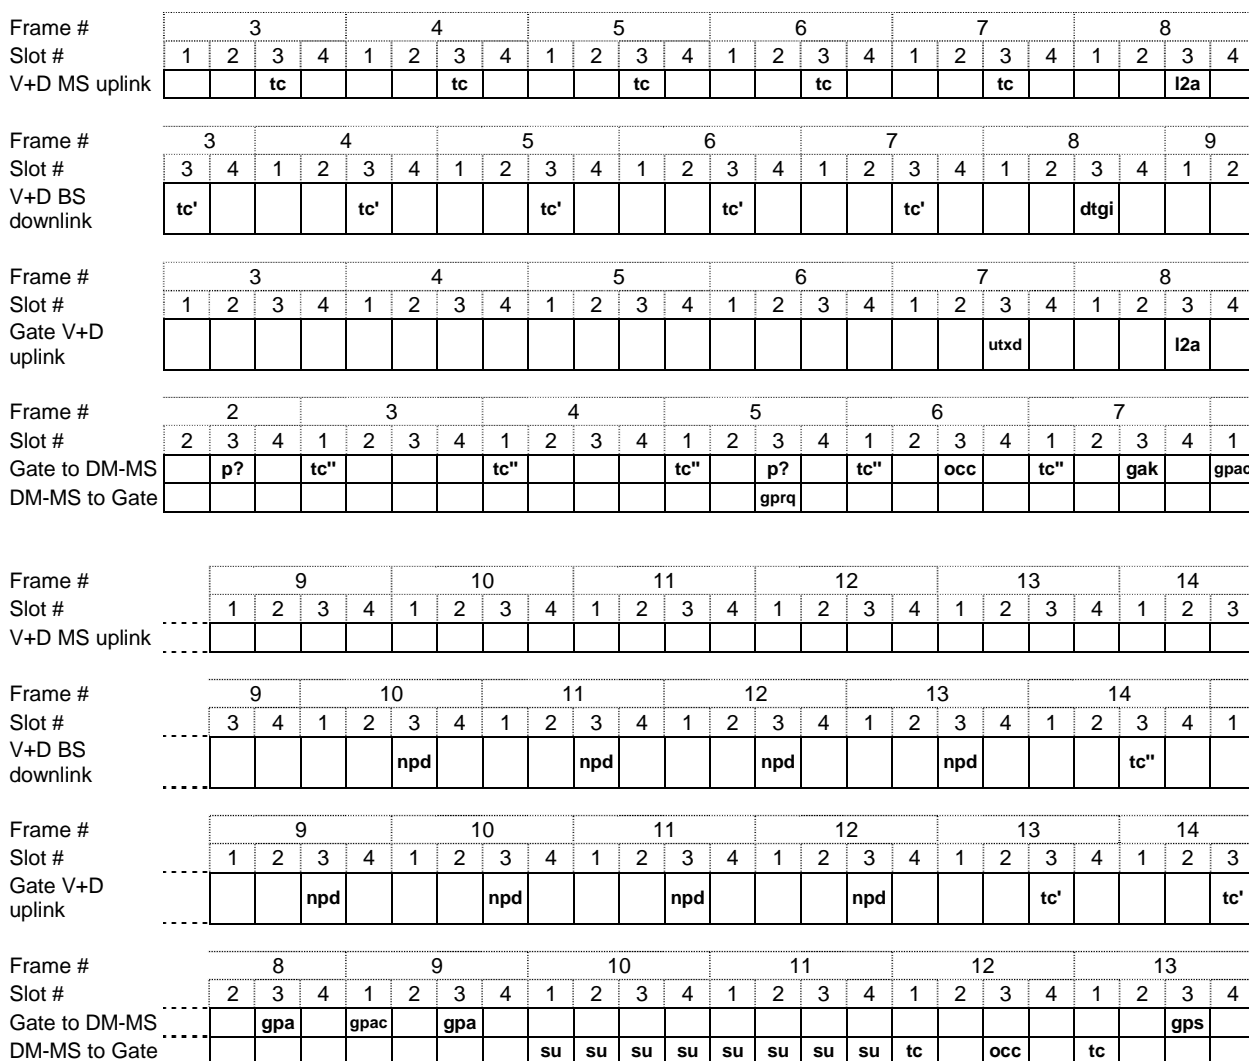 Frame # 3 4 5 6 7 8
Slot # 1 2 3 4 1 2 3 4 1 2 3 4 1 2 3 4 1 2 3 4 1 2 3 4
V+D MS uplink tc tc tc tc tc l2a
Frame # 3 4 5 6 7 8 9
Slot # 3 4 1 2 3 4 1 2 3 4 1 2 3 4 1 2 3 4 1 2 3 4 1 2
V+D BS
downlink tc' tc' tc' tc' tc' dtgi
Frame # 3 4 5 6 7 8
Slot # 1 2 3 4 1 2 3 4 1 2 3 4 1 2 3 4 1 2 3 4 1 2 3 4
Gate V+D
uplink utxd l2a
Frame # 2 3 4 5 6 7
Slot # 2 3 4 1 2 3 4 1 2 3 4 1 2 3 4 1 2 3 4 1 2 3 4 1
Gate to DM-MS p? tc" tc" tc" p? tc" occ tc" gak gpac
DM-MS to Gate gprq
Frame # 9 10 11 12 13 14
Slot # 1 2 3 4 1 2 3 4 1 2 3 4 1 2 3 4 1 2 3 4 1 2 3
V+D MS uplink
Frame # 9 10 11 12 13 14
Slot # 3 4 1 2 3 4 1 2 3 4 1 2 3 4 1 2 3 4 1 2 3 4 1
V+D BS
downlink npd npd npd npd tc"
Frame # 9 10 11 12 13 14
Slot # 1 2 3 4 1 2 3 4 1 2 3 4 1 2 3 4 1 2 3 4 1 2 3
Gate V+D
uplink npd npd npd npd tc' tc'
Frame # 8 9 10 11 12 13
Slot # 2 3 4 1 2 3 4 1 2 3 4 1 2 3 4 1 2 3 4 1 2 3 4
Gate to DM-MS gpa gpac gpa gps
DM-MS to Gate su su su su su su su su tc occ tc